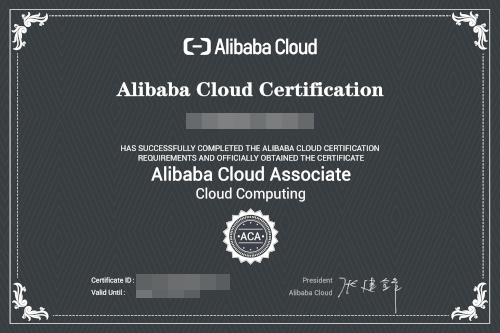 Alibaba Cloud
Alibaba Cloud Certification
HAS SUCCESSFULLY COMPLETED THE ALIBABA CLOUD CERTIFICATION
REQUIREMENTS AND OFFICIALLY OBTAINED THE CERTIFICATE
Alibaba Cloud Associate
Cloud Computing
ACA
Certificate ID :
Valid Until :
President
Alibaba Cloud